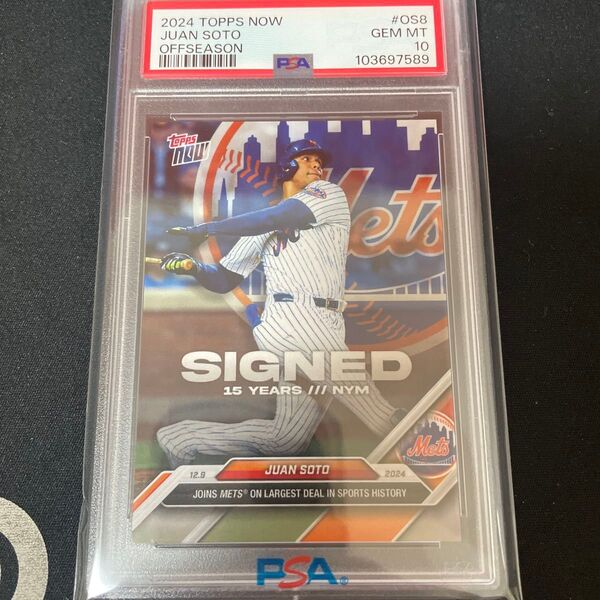 2024 TOPPS NOW #OS8
JUAN SOTO GEM MT
OFFSEASON 10
PSA 103697589
TOPPS NOW
Mets
SIGNED
15 YEARS /// NYM
Mets
12.9 JUAN SOTO 2024
JOINS METS® ON LARGEST DEAL IN SPORTS HISTORY
PSA®